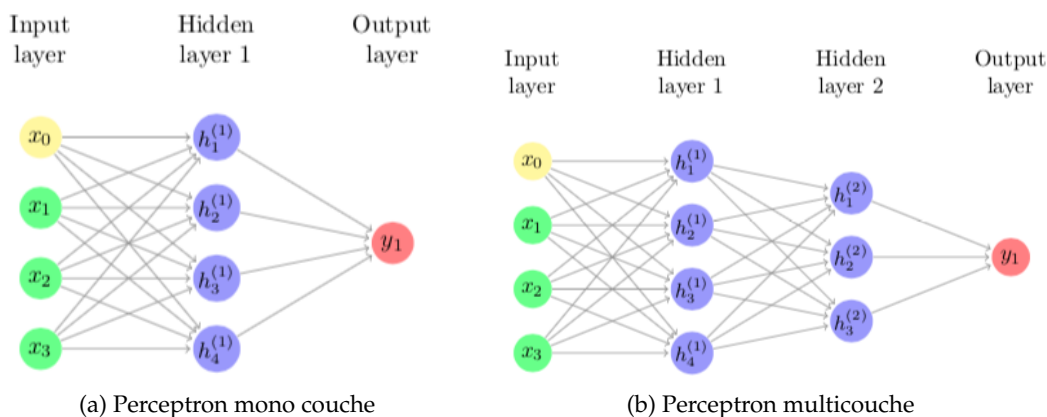 Input
layer
Hidden
layer 1
Output
layer
x₀
x₁
x₂
x₃
h₁⁽¹⁾
h₂⁽¹⁾
h₃⁽¹⁾
h₄⁽¹⁾
y₁
(a) Perceptron mono couche
Input
layer
Hidden
layer 1
Hidden
layer 2
Output
layer
x₀
x₁
x₂
x₃
h₁⁽¹⁾
h₂⁽¹⁾
h₃⁽¹⁾
h₄⁽¹⁾
h₁⁽²⁾
h₂⁽²⁾
h₃⁽²⁾
y₁
(b) Perceptron multicouche